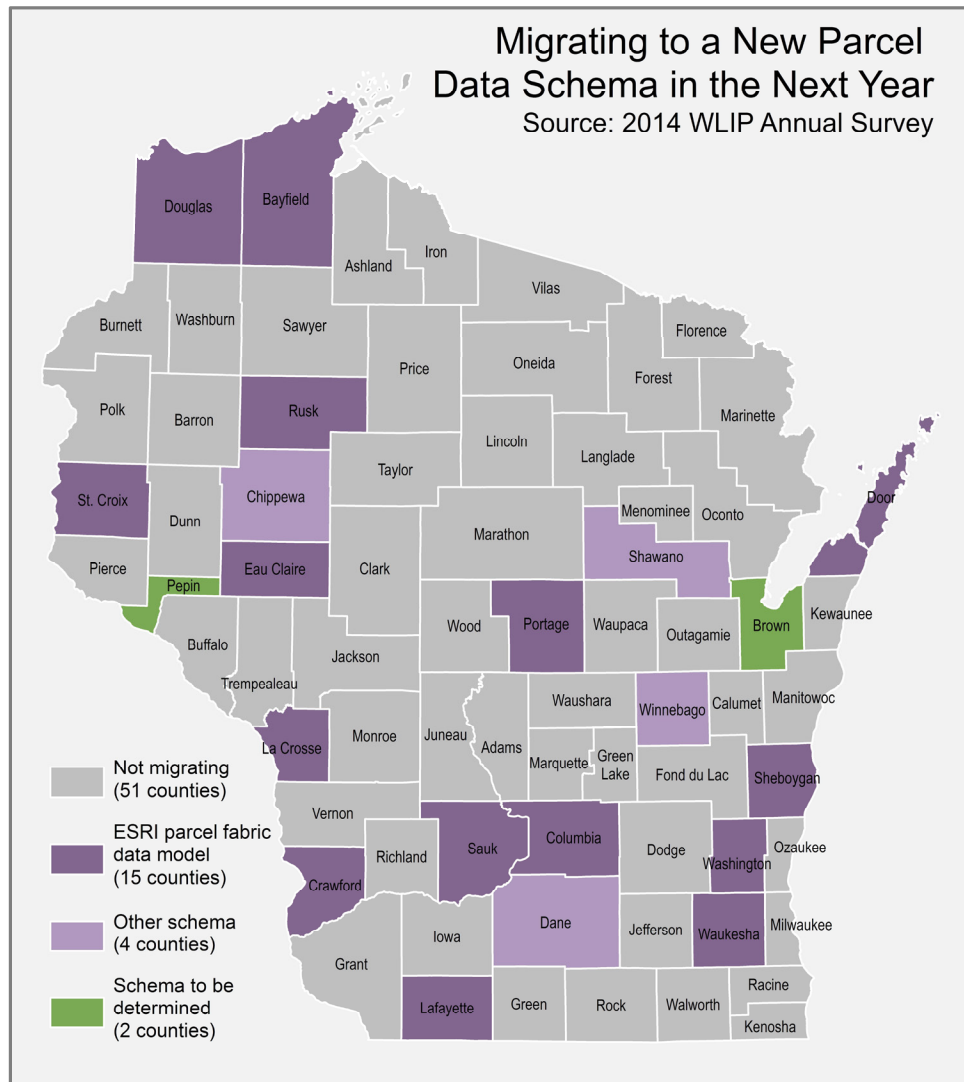 Migrating to a New Parcel
Data Schema in the Next Year
Source: 2014 WLIP Annual Survey
Douglas
Bayfield
Ashland
Iron
Vilas
Burnett
Washburn
Sawyer
Price
Oneida
Florence
Forest
Marinette
Polk
Barron
Rusk
Lincoln
Langlade
Taylor
St. Croix
Chippewa
Dunn
Menominee
Oconto
Door
Marathon
Shawano
Pierce
Pepin
Eau Claire
Clark
Buffalo
Wood
Portage
Waupaca
Outagamie
Brown
Kewaunee
Jackson
Trempealeau
Waushara
Winnebago
Calumet
Manitowoc
La Crosse
Monroe
Juneau
Adams
Marquette
Green
Lake
Fond du Lac
Sheboygan
Vernon
Richland
Sauk
Columbia
Dodge
Washington
Ozaukee
Crawford
Iowa
Dane
Jefferson
Waukesha
Milwaukee
Grant
Lafayette
Green
Rock
Walworth
Racine
Kenosha
Not migrating
(51 counties)
ESRI parcel fabric
data model
(15 counties)
Other schema
(4 counties)
Schema to be
determined
(2 counties)